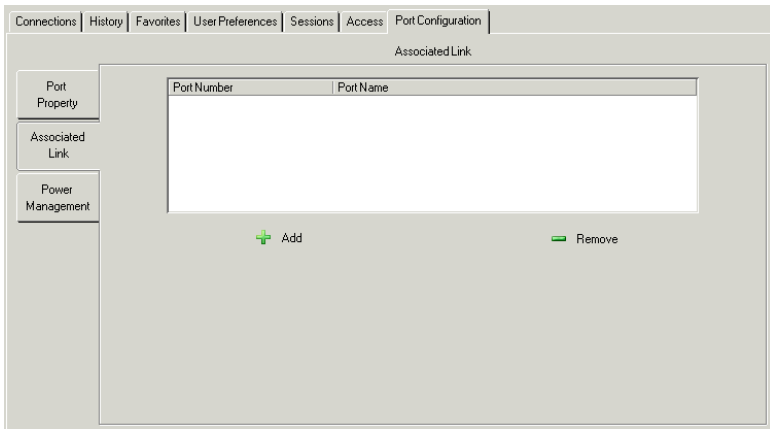 Connections History Favorites User Preferences Sessions Access Port Configuration
Associated Link
Port
Property
Associated
Link
Power
Management
Port Number Port Name
Add Remove